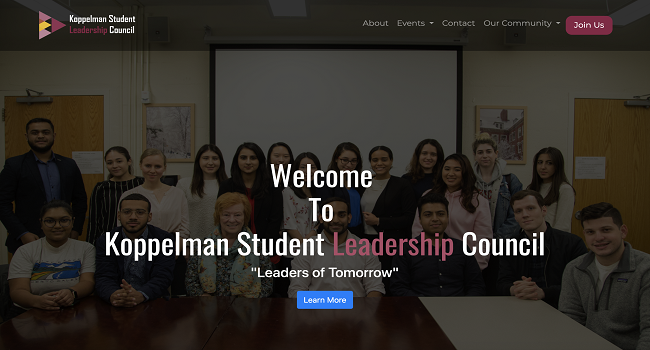 Koppelman Student
Leadership Council
About Events Contact Our Community Join Us
Welcome
To
Koppelman Student Leadership Council
"Leaders of Tomorrow"
Learn More